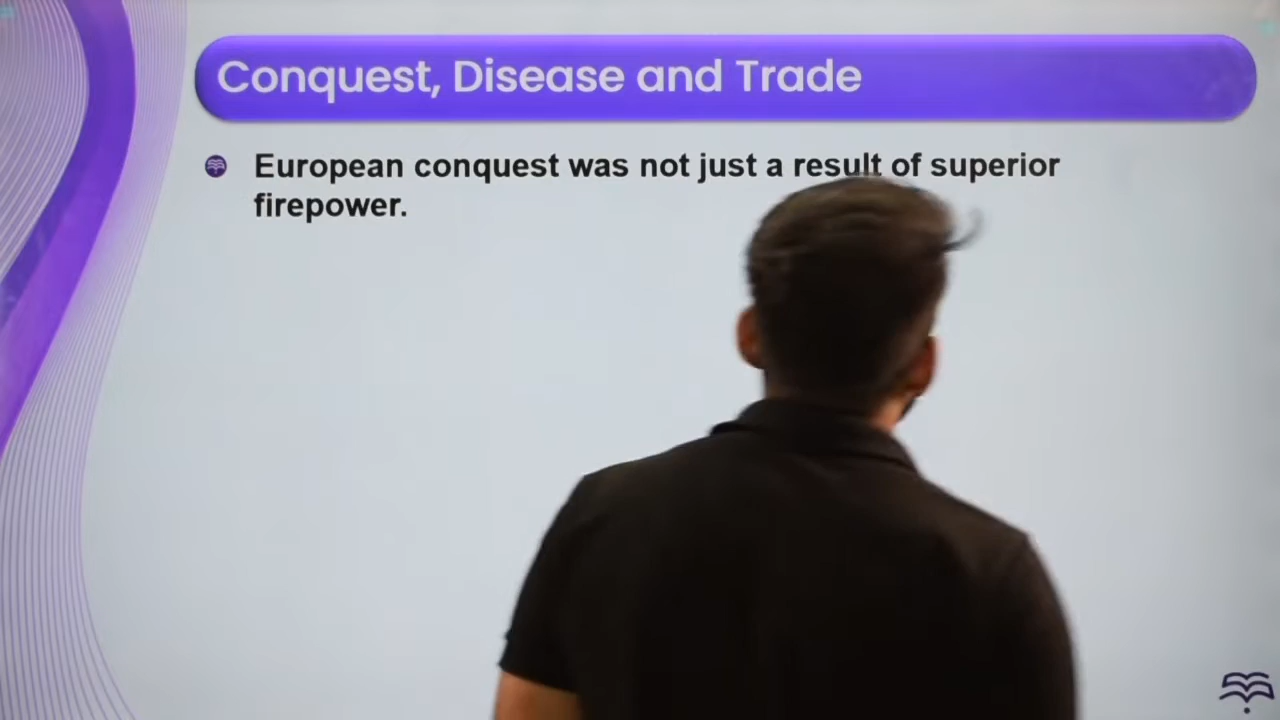 Conquest, Disease and Trade
European conquest was not just a result of superior
firepower.